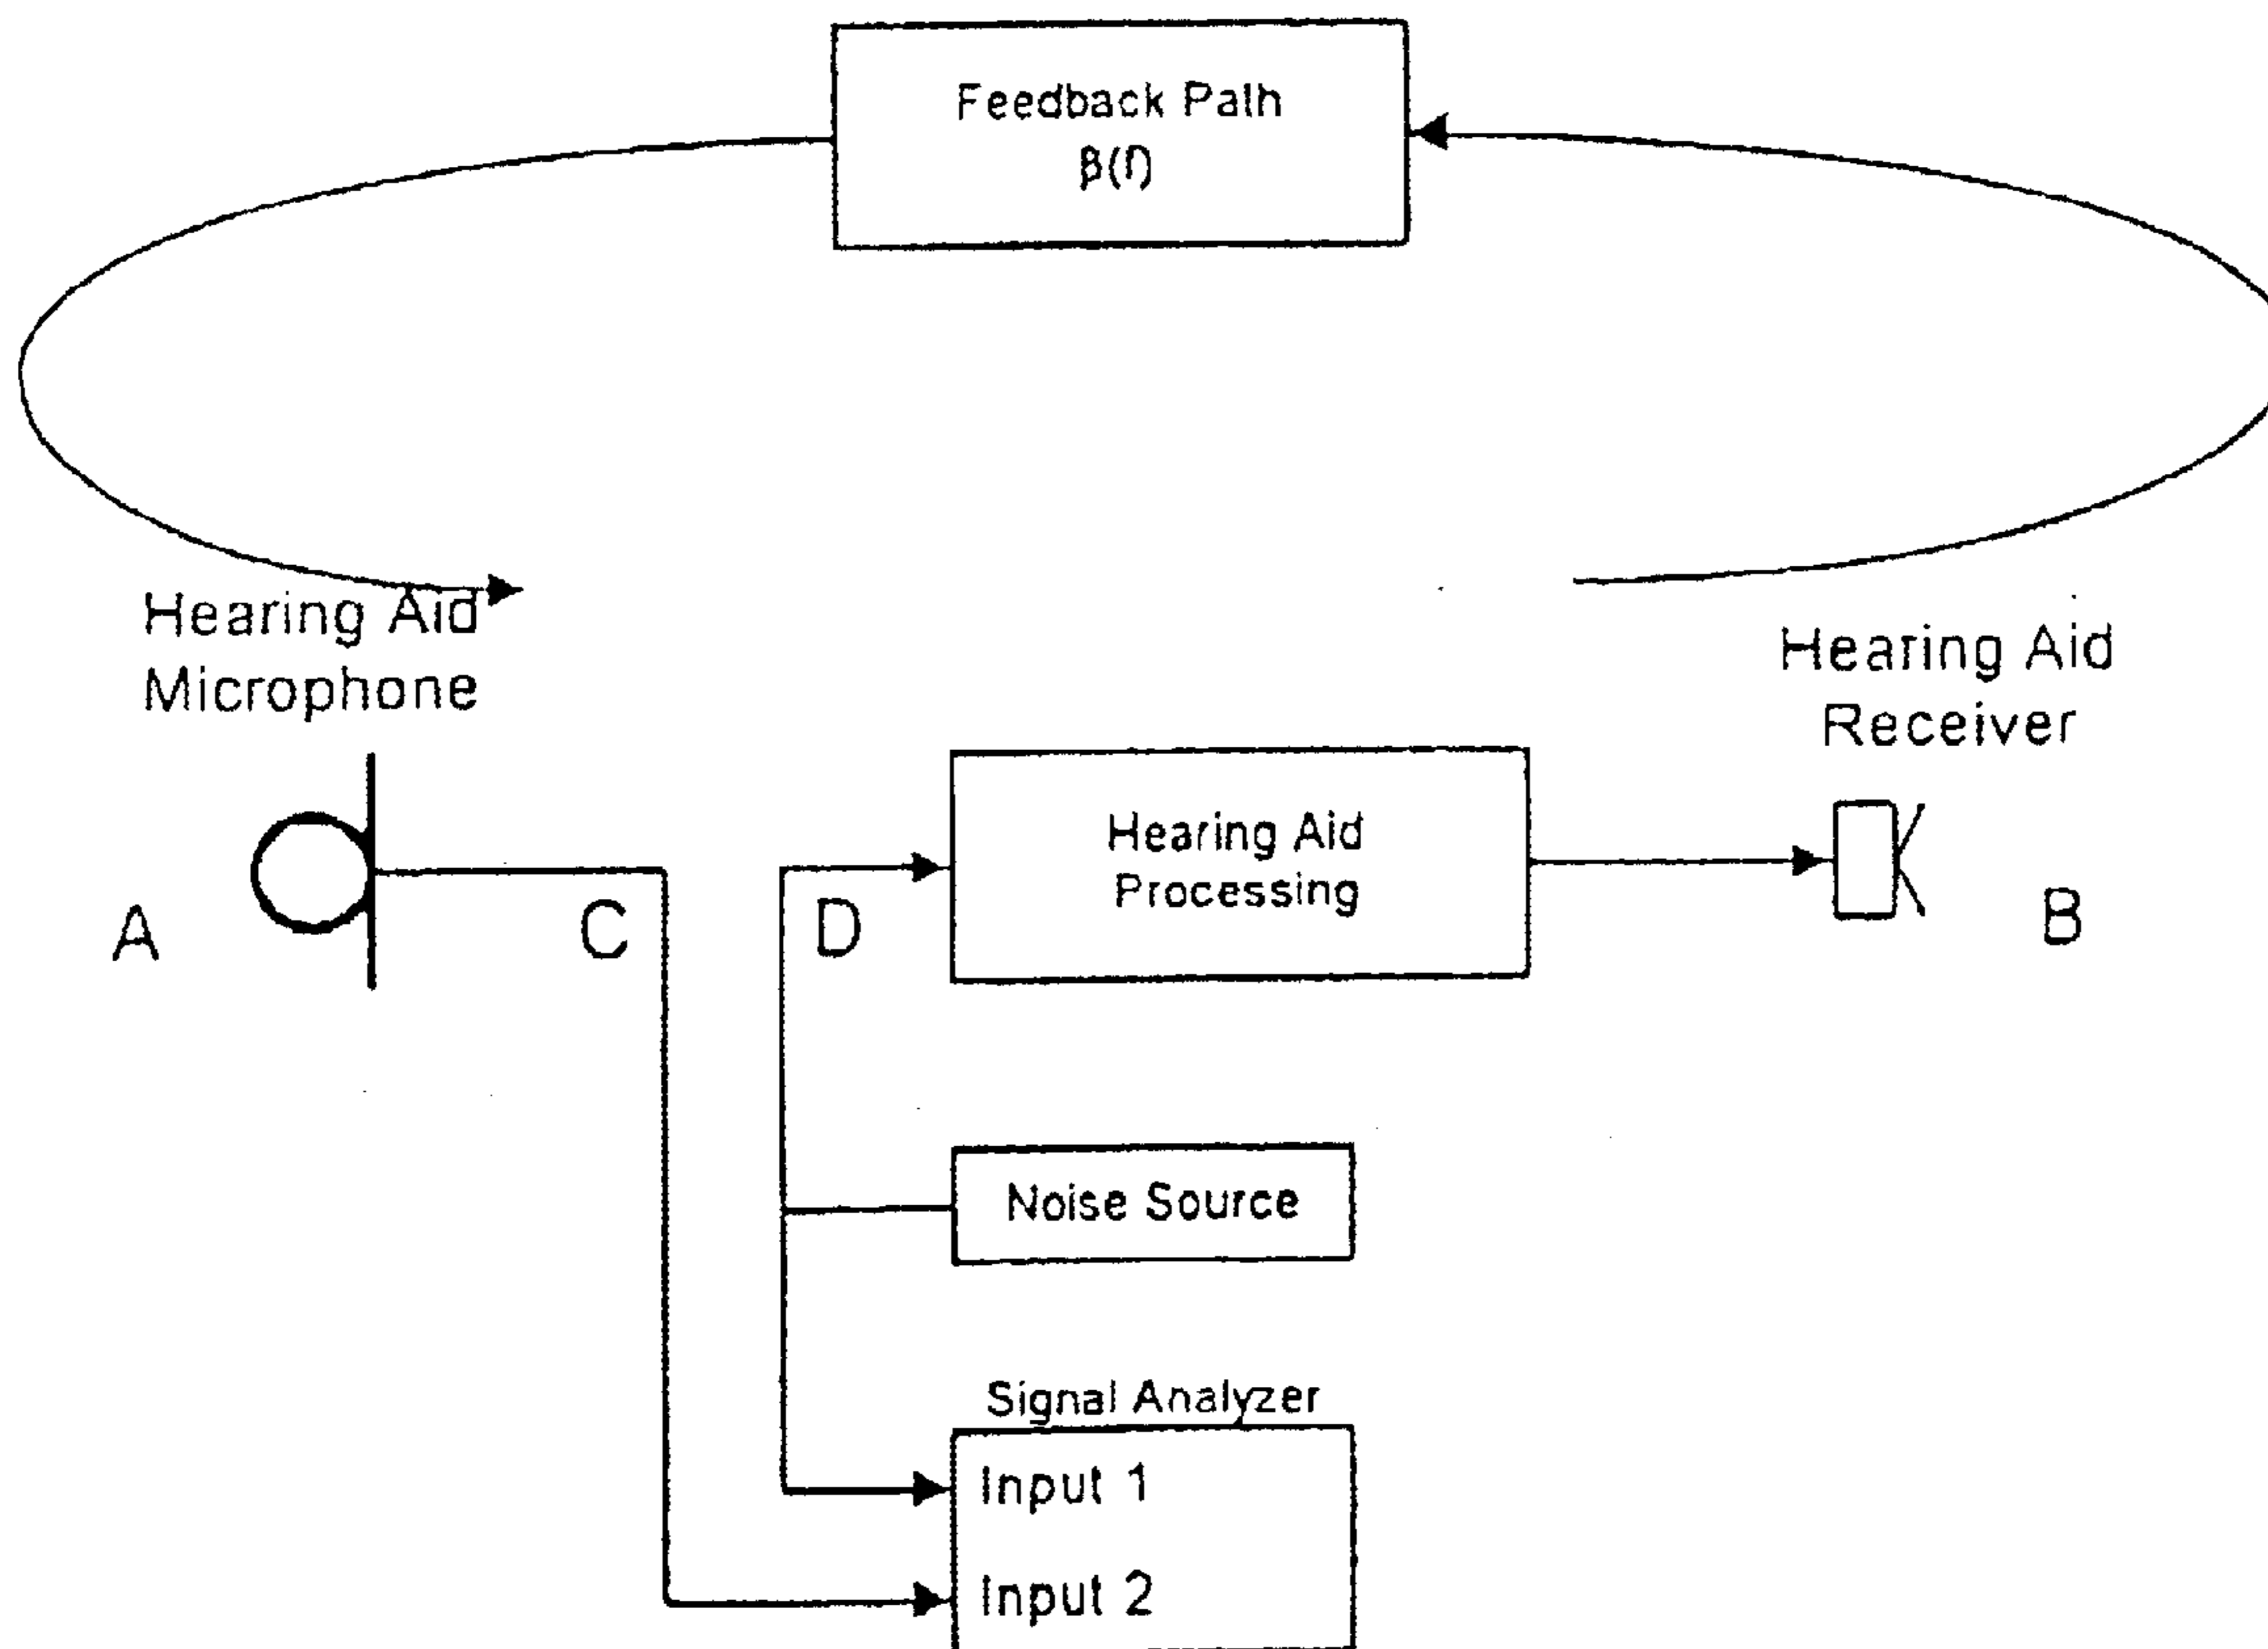 Feedback Path
β(f)
Hearing Aid
Microphone
Hearing Aid
Receiver
Hearing Aid
Processing
A
C
D
B
Noise Source
Signal Analyzer
Input 1
Input 2